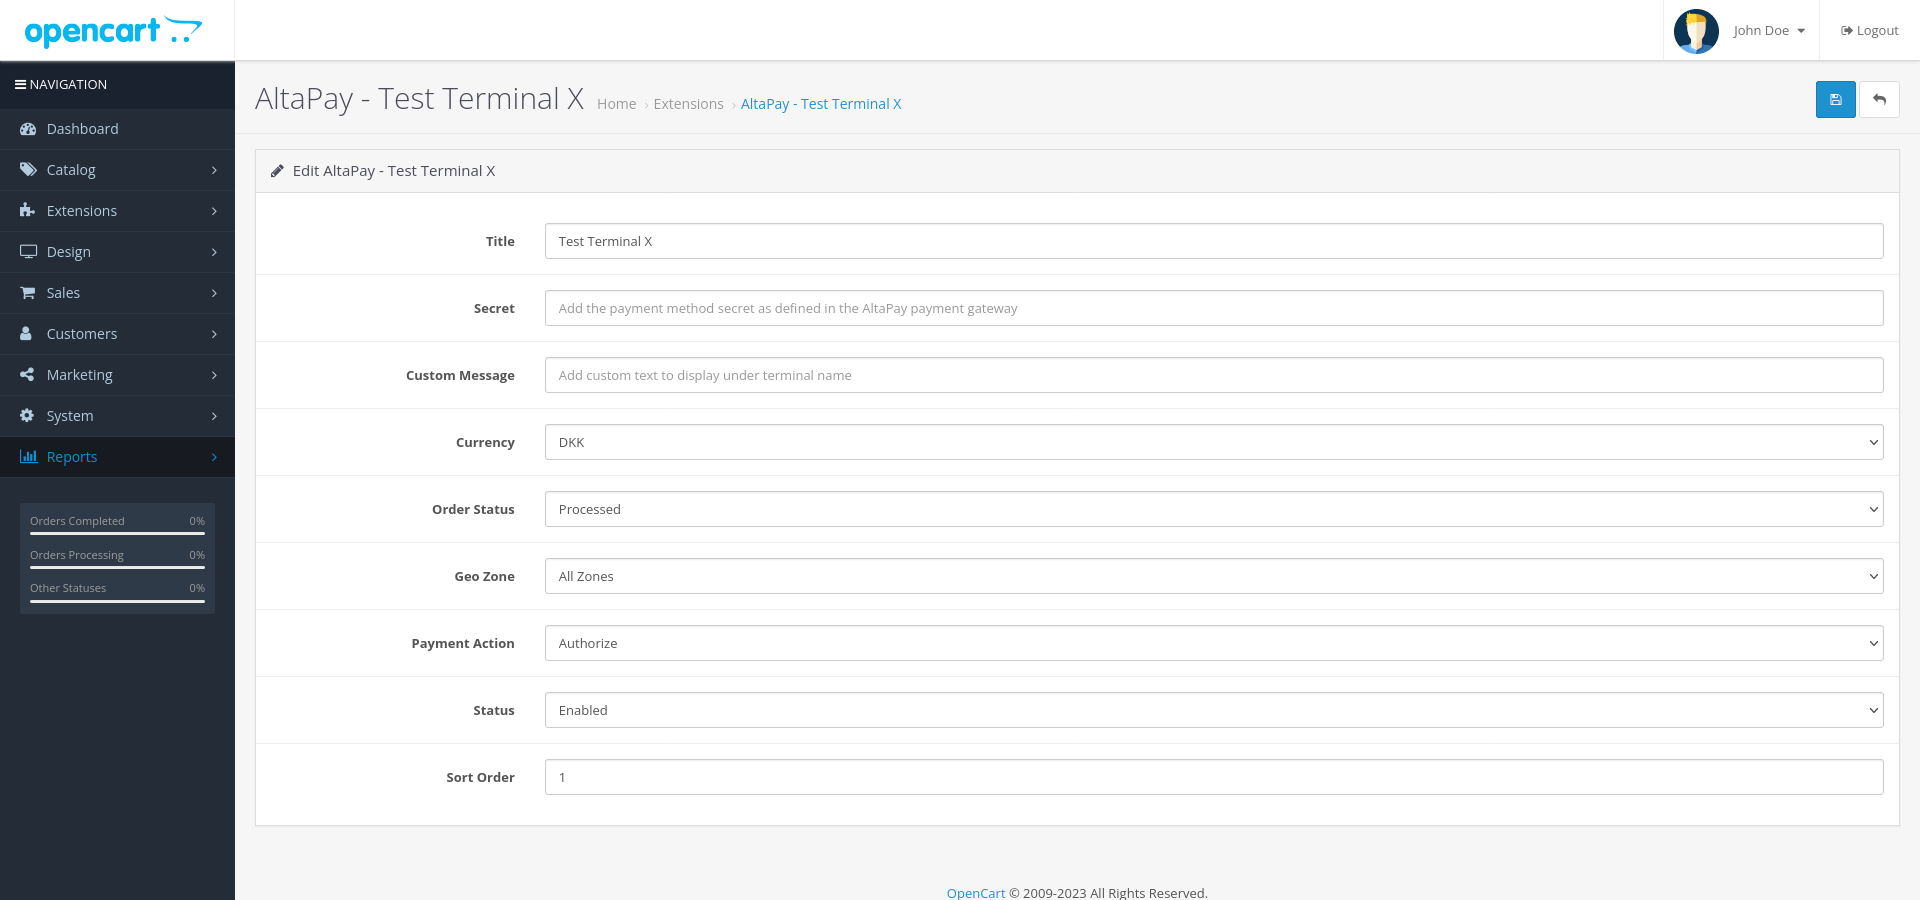 opencart
John Doe
Logout
NAVIGATION
Dashboard
Catalog
Extensions
Design
Sales
Customers
Marketing
System
Reports
Orders Completed 0%
Orders Processing 0%
Other Statuses 0%
AltaPay - Test Terminal X Home › Extensions › AltaPay - Test Terminal X
Edit AltaPay - Test Terminal X
Title Test Terminal X
Secret Add the payment method secret as defined in the AltaPay payment gateway
Custom Message Add custom text to display under terminal name
Currency DKK
Order Status Processed
Geo Zone All Zones
Payment Action Authorize
Status Enabled
Sort Order 1
OpenCart © 2009-2023 All Rights Reserved.